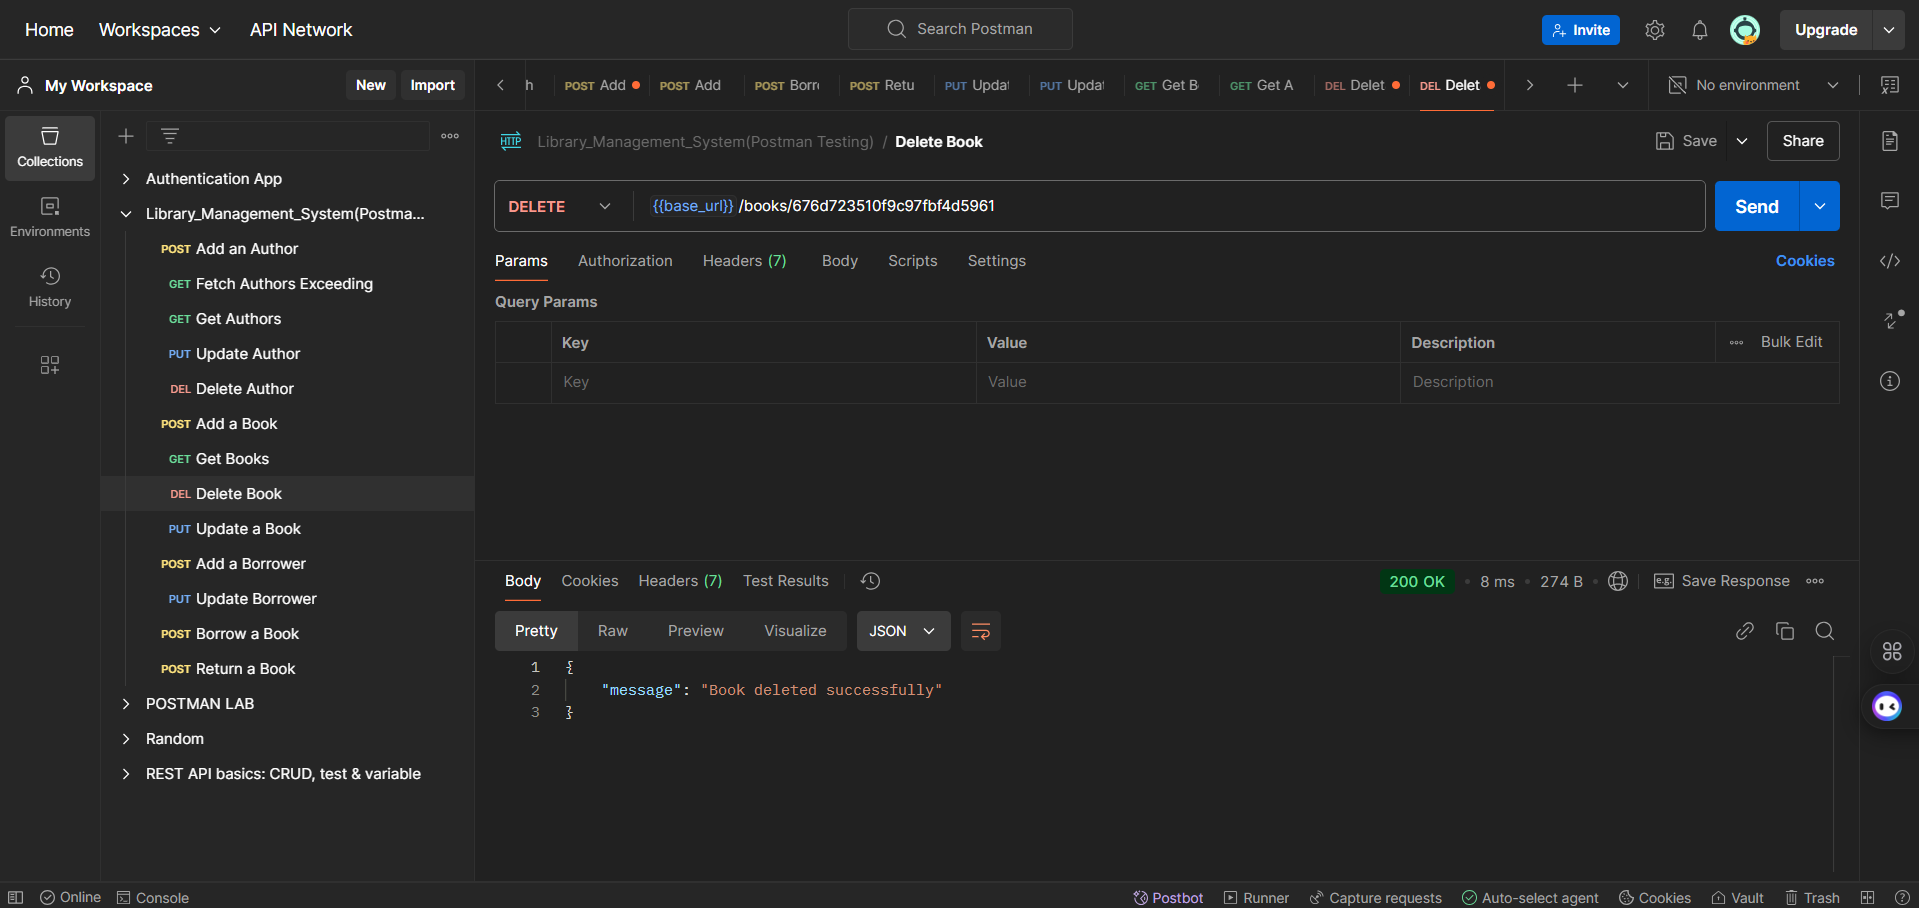 Home Workspaces API Network Search Postman Invite Upgrade
My Workspace New Import
h POST Add POST Add POST Borr POST Retu PUT Updat PUT Updat GET Get B GET Get A DEL Delet DEL Delet No environment
Collections
Environments
History
Authentication App
Library_Management_System(Postma...
POST Add an Author
GET Fetch Authors Exceeding
GET Get Authors
PUT Update Author
DEL Delete Author
POST Add a Book
GET Get Books
DEL Delete Book
PUT Update a Book
POST Add a Borrower
PUT Update Borrower
POST Borrow a Book
POST Return a Book
POSTMAN LAB
Random
REST API basics: CRUD, test & variable
HTTP Library_Management_System(Postman Testing) / Delete Book Save Share
DELETE {{base_url}} /books/676d723510f9c97fbf4d5961 Send
Params Authorization Headers (7) Body Scripts Settings Cookies
Query Params
Key Value Description Bulk Edit
Key Value Description
Body Cookies Headers (7) Test Results 200 OK 8 ms 274 B e.g. Save Response
Pretty Raw Preview Visualize JSON
1 {
2 "message": "Book deleted successfully"
3 }
Online Console Postbot Runner Capture requests Auto-select agent Cookies Vault Trash